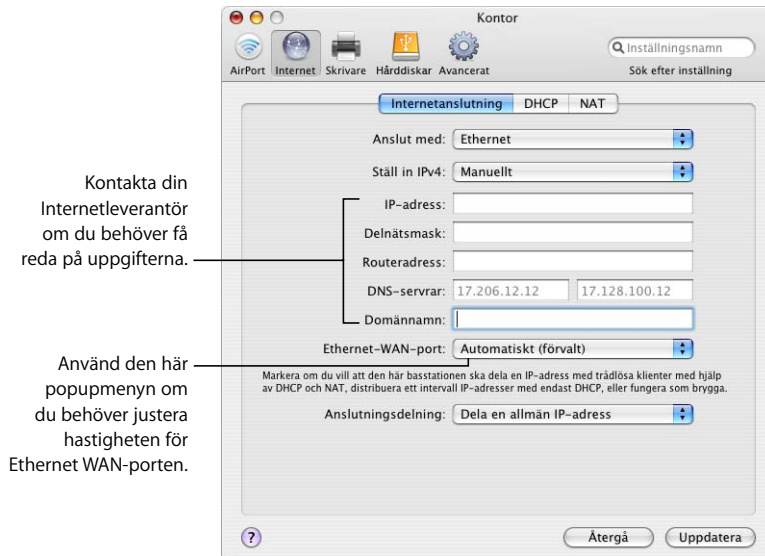 Kontor
Inställningsnamn
AirPort Internet Skrivare Hårddiskar Avancerat
Sök efter inställning
Internetanslutning DHCP NAT
Anslut med: Ethernet
Ställ in IPv4: Manuellt
Kontakta din
Internetleverantör
om du behöver få
reda på uppgifterna.
IP-adress:
Delnätsmask:
Routeradress:
DNS-servrar: 17.206.12.12 17.128.100.12
Domännamn:
Ethernet-WAN-port: Automatiskt (förvalt)
Använd den här
popupmenyn om
du behöver justera
hastigheten för
Ethernet WAN-porten.
Markera om du vill att den här basstationen ska dela en IP-adress med trådlösa klienter med hjälp
av DHCP och NAT, distribuera ett intervall IP-adresser med endast DHCP, eller fungera som brygga.
Anslutningsdelning: Dela en allmän IP-adress
?
Återgå Uppdatera